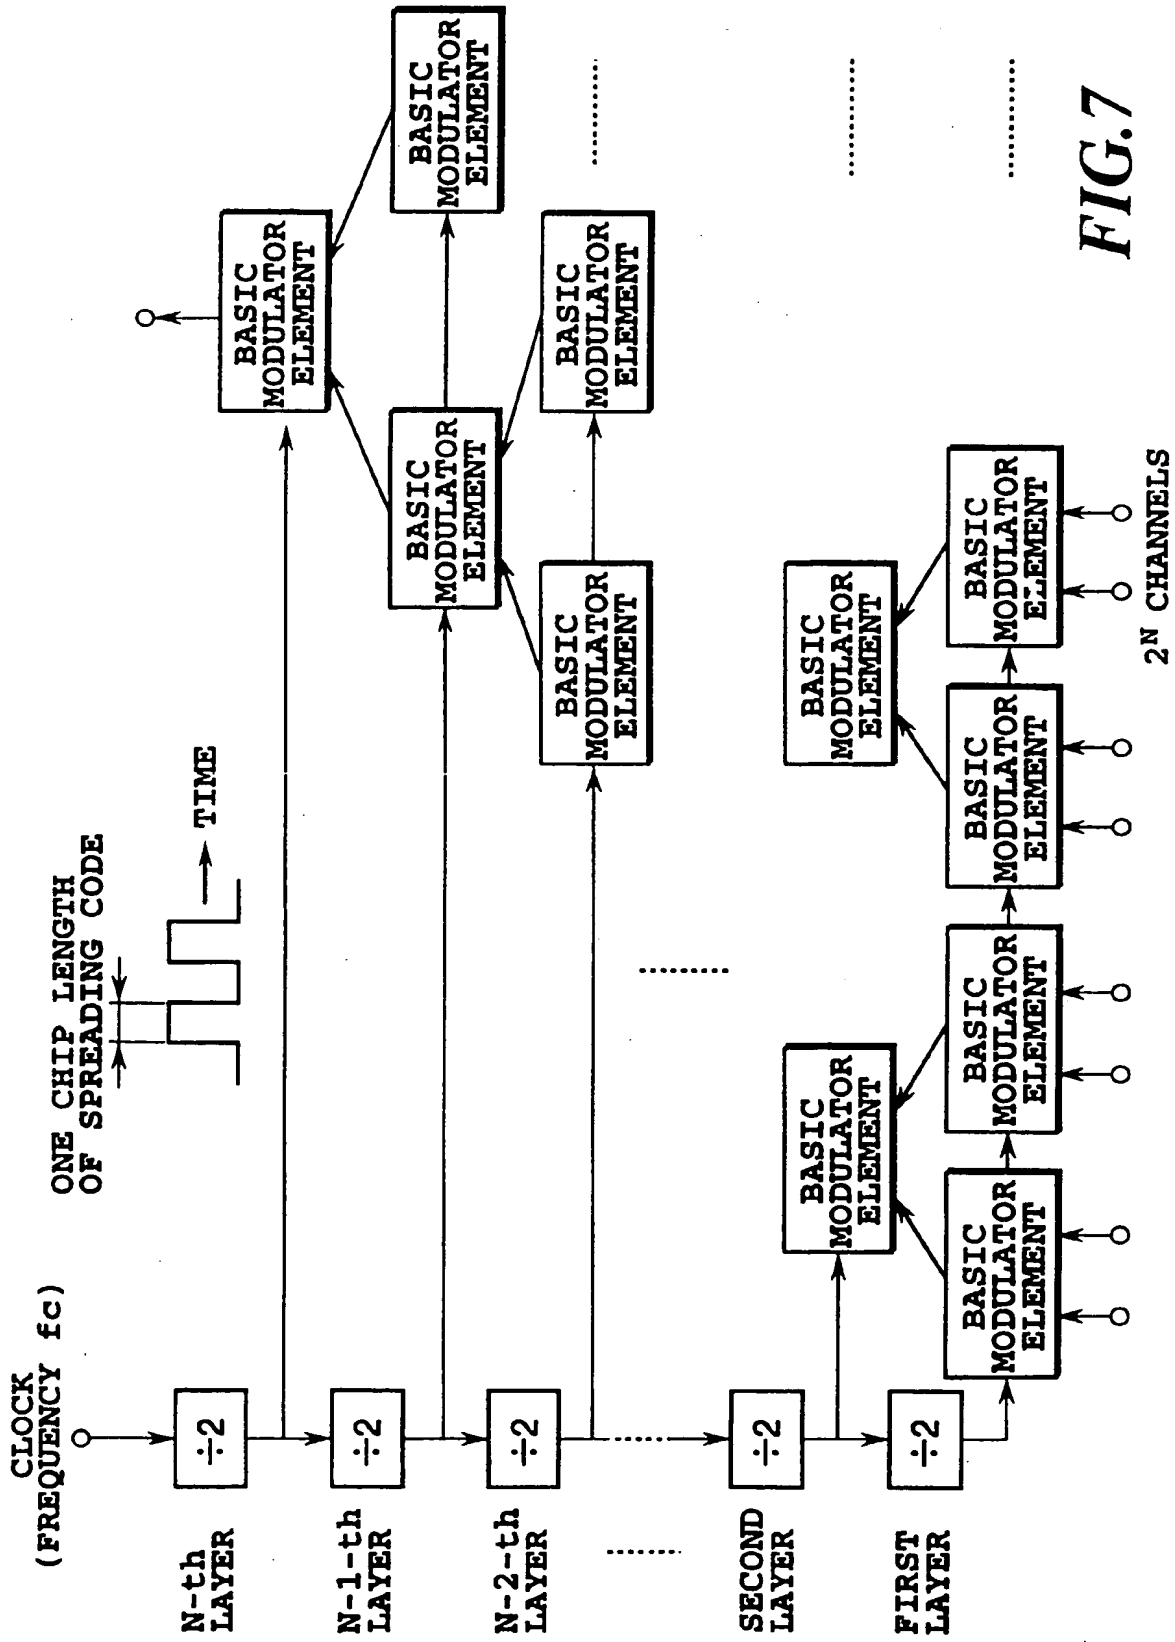 CLOCK
(FREQUENCY fc)
ONE CHIP LENGTH
OF SPREADING CODE
TIME
N-th
LAYER
÷2
BASIC
MODULATOR
ELEMENT
N-1-th
LAYER
÷2
BASIC
MODULATOR
ELEMENT
BASIC
MODULATOR
ELEMENT
N-2-th
LAYER
÷2
BASIC
MODULATOR
ELEMENT
BASIC
MODULATOR
ELEMENT
SECOND
LAYER
÷2
BASIC
MODULATOR
ELEMENT
BASIC
MODULATOR
ELEMENT
FIRST
LAYER
÷2
BASIC
MODULATOR
ELEMENT
BASIC
MODULATOR
ELEMENT
BASIC
MODULATOR
ELEMENT
BASIC
MODULATOR
ELEMENT
2ᴺ CHANNELS
FIG.7